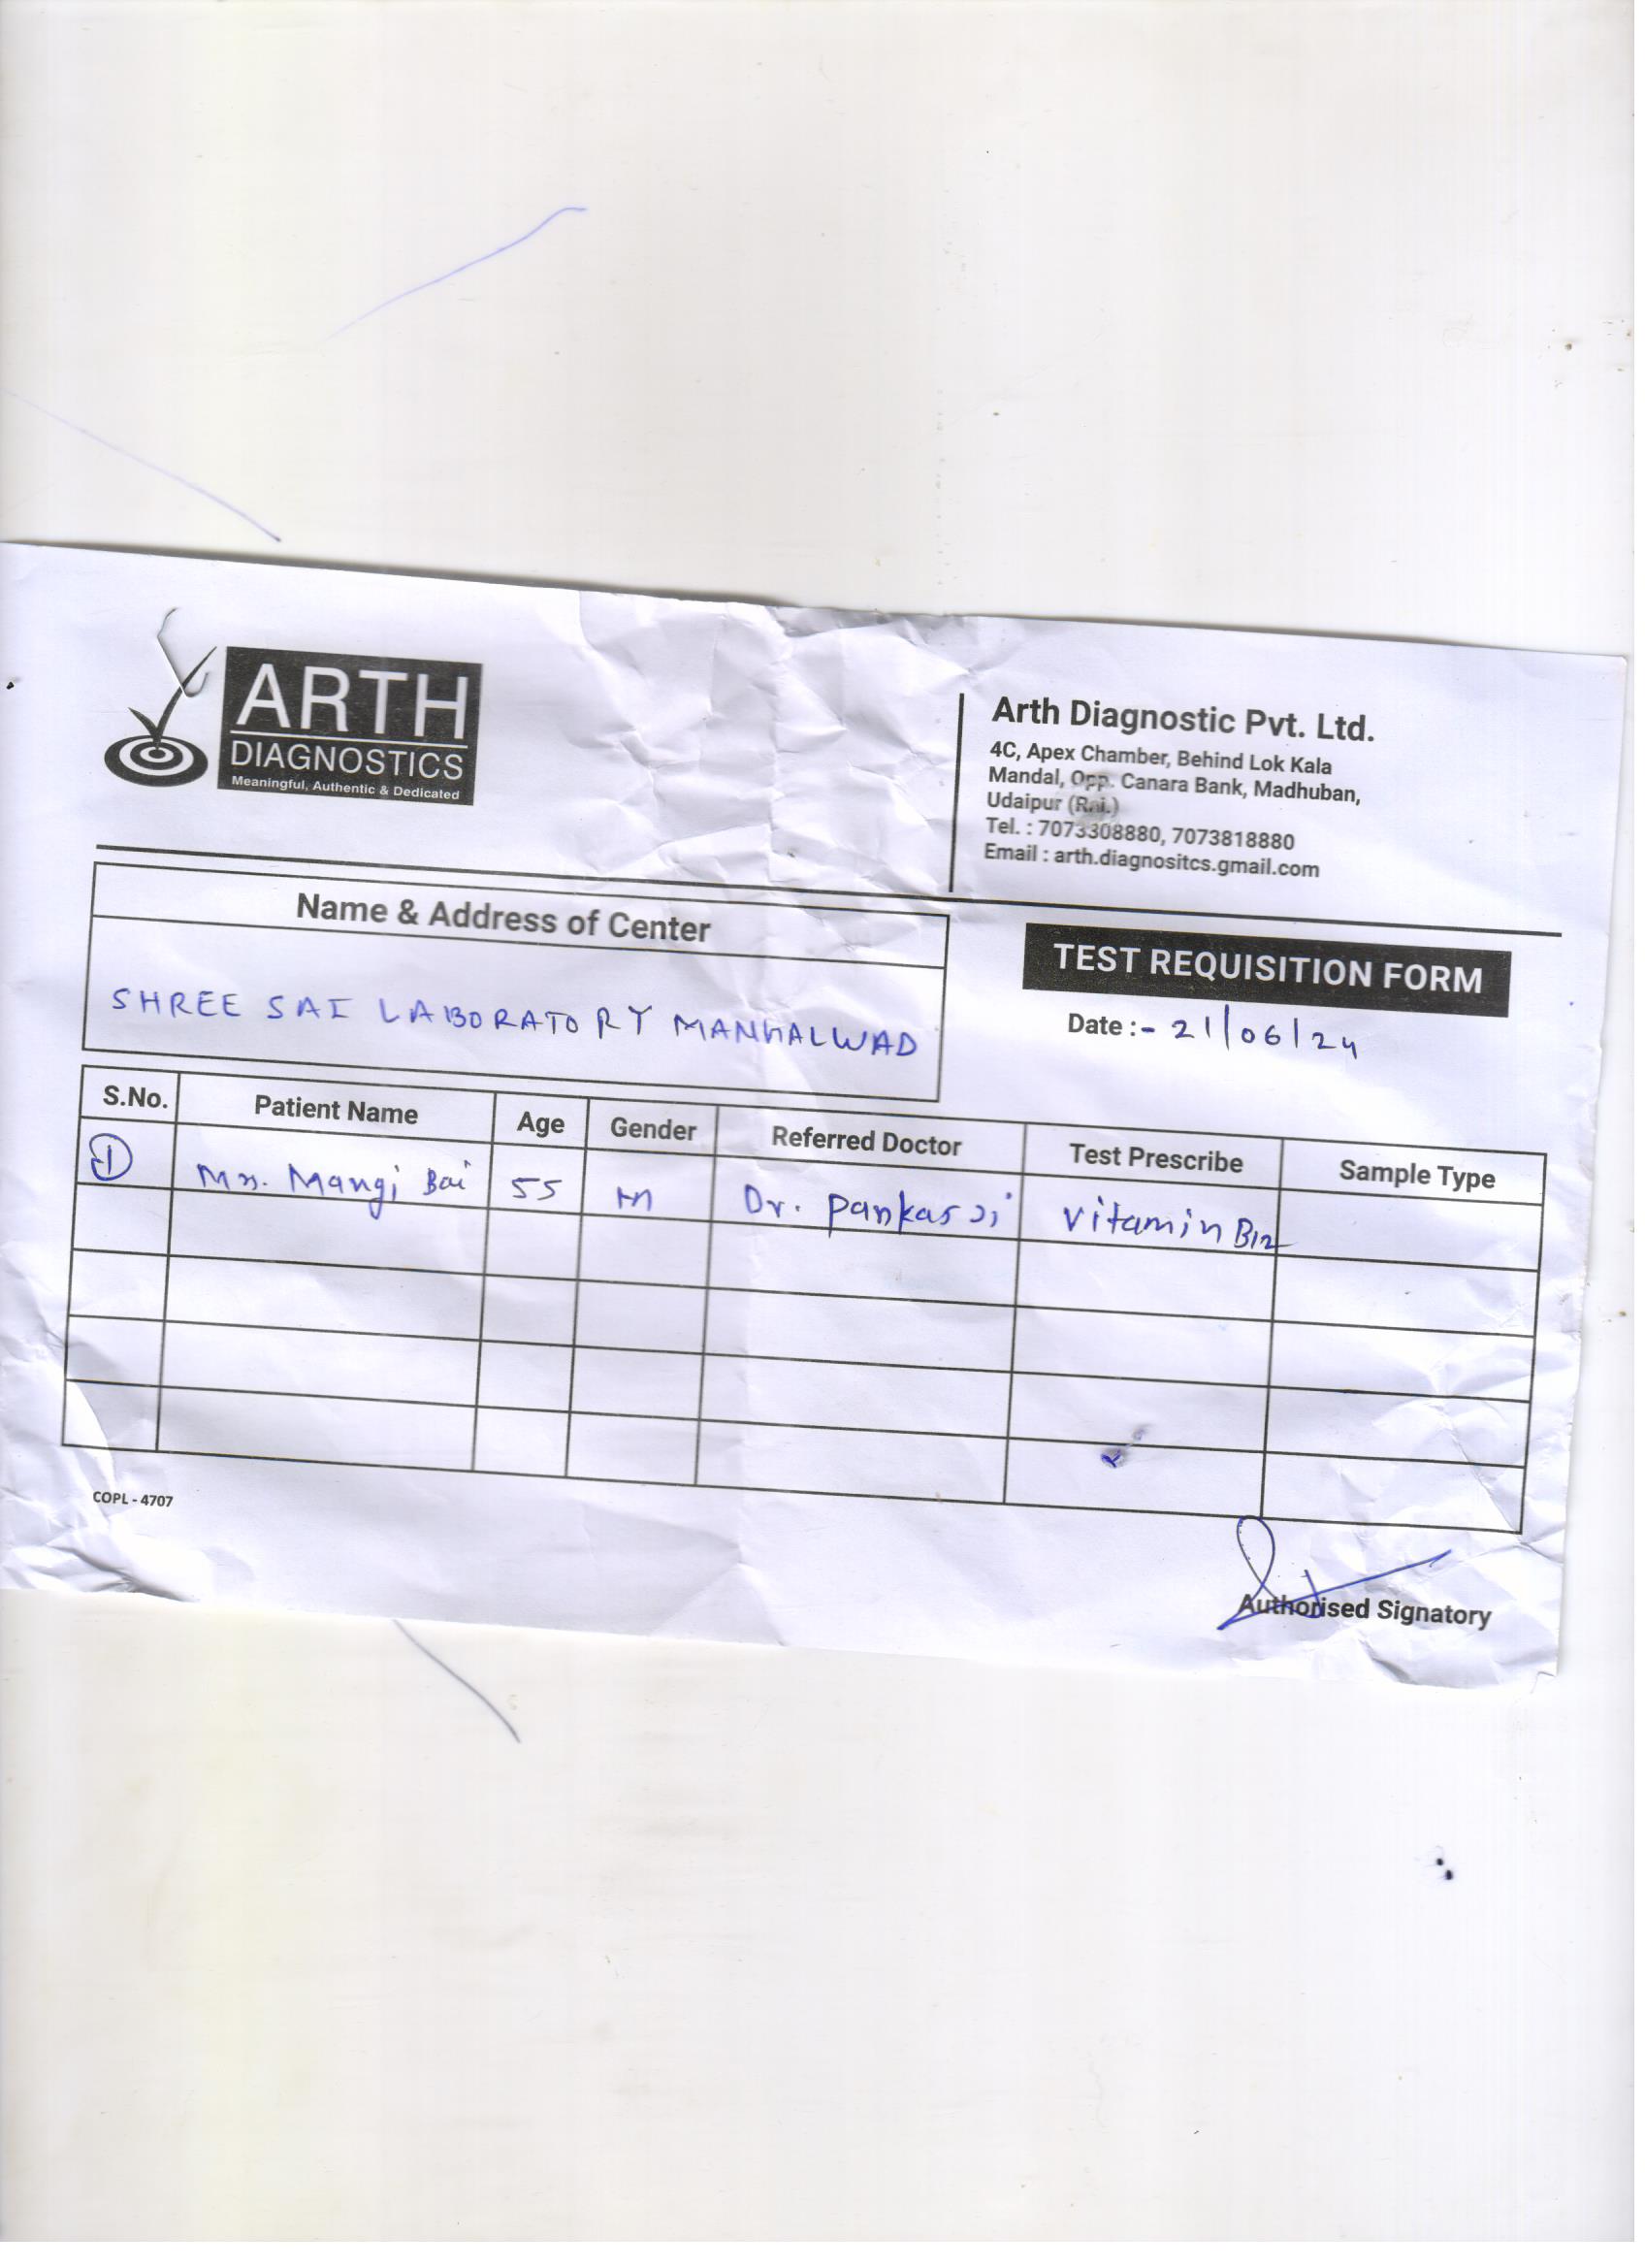 ARTH
DIAGNOSTICS
Meaningful, Authentic & Dedicated
Arth Diagnostic Pvt. Ltd.
4C, Apex Chamber, Behind Lok Kala
Mandal, Opp. Canara Bank, Madhuban,
Udaipur (Raj.)
Tel. : 7073308880, 7073818880
Email : arth.diagnositcs.gmail.com
Name & Address of Center
SHREE SAI LABORATORY MANGALWAD
TEST REQUISITION FORM
Date :- 21/06/24
S.No. Patient Name Age Gender Referred Doctor Test Prescribe Sample Type
1 Mr. Mangi Bai 55 M Dr. Pankaj Ji Vitamin B12
COPL - 4707
Authorised Signatory